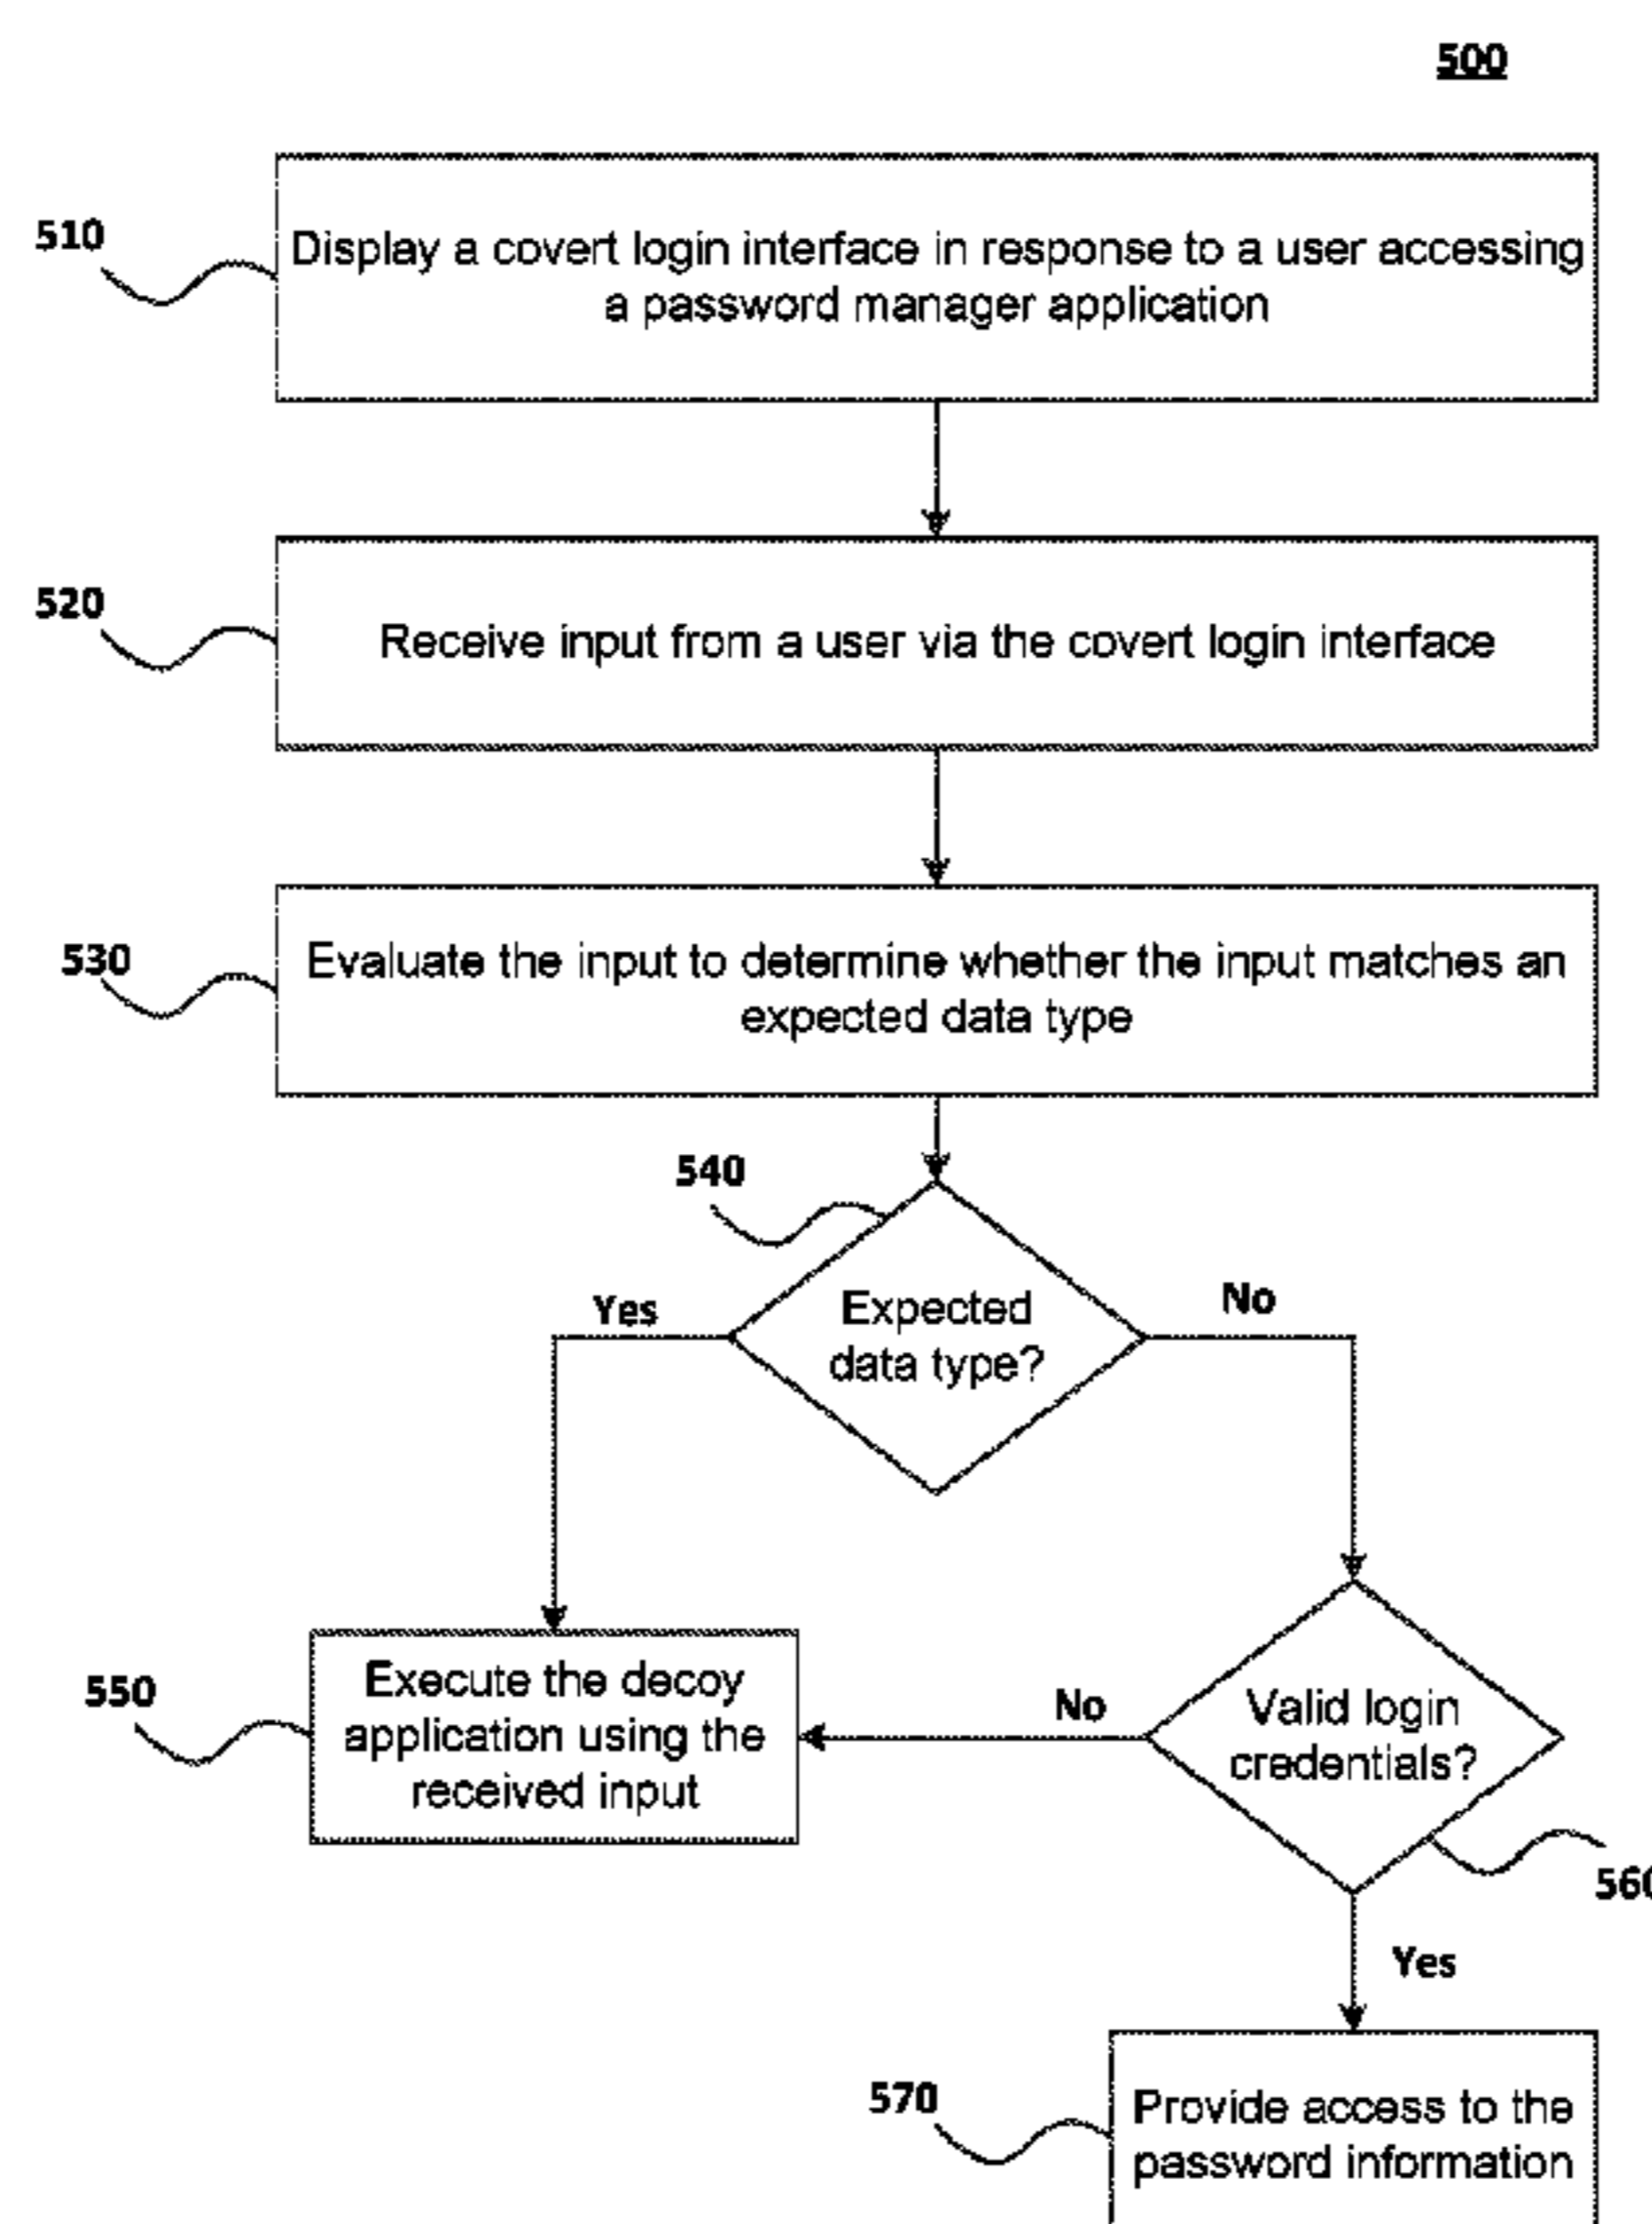 500
510
Display a covert login interface in response to a user accessing
a password manager application
520
Receive input from a user via the covert login interface
530
Evaluate the input to determine whether the input matches an
expected data type
540
Yes
Expected
data type?
No
550
Execute the decoy
application using the
received input
No
Valid login
credentials?
560
Yes
570
Provide access to the
password information